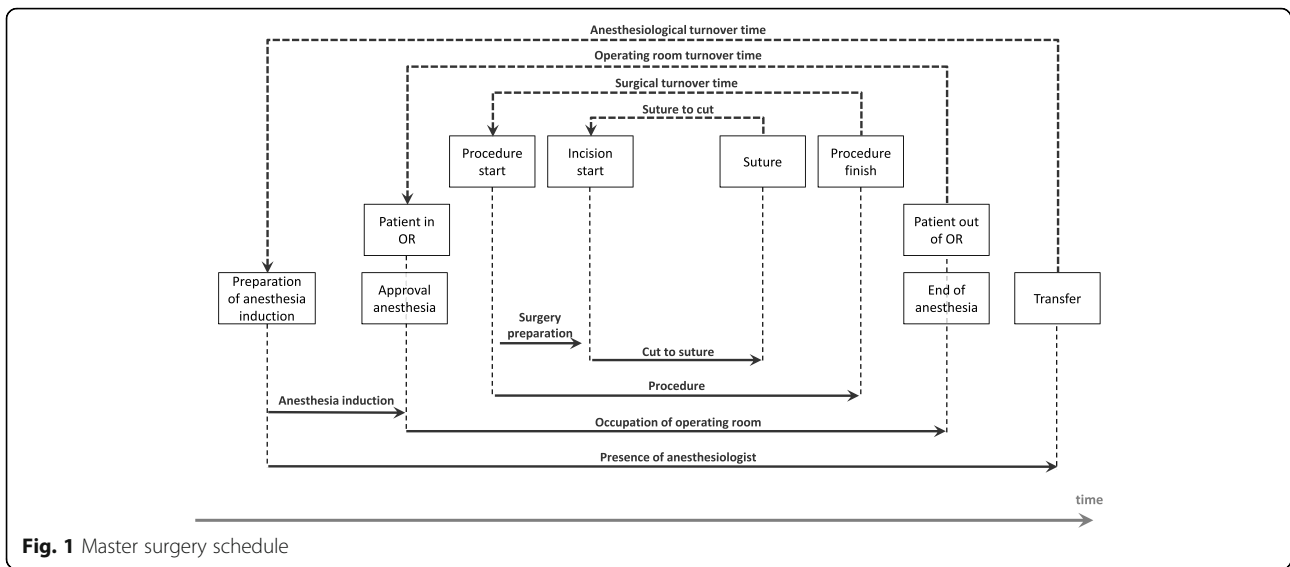 Anesthesiological turnover time
Operating room turnover time
Surgical turnover time
Suture to cut
Procedure
start
Incision
start
Suture
Procedure
finish
Patient in
OR
Patient out
of OR
Preparation
of anesthesia
induction
Approval
anesthesia
End of
anesthesia
Transfer
Surgery
preparation
Cut to suture
Procedure
Anesthesia induction
Occupation of operating room
Presence of anesthesiologist
time
Fig. 1 Master surgery schedule